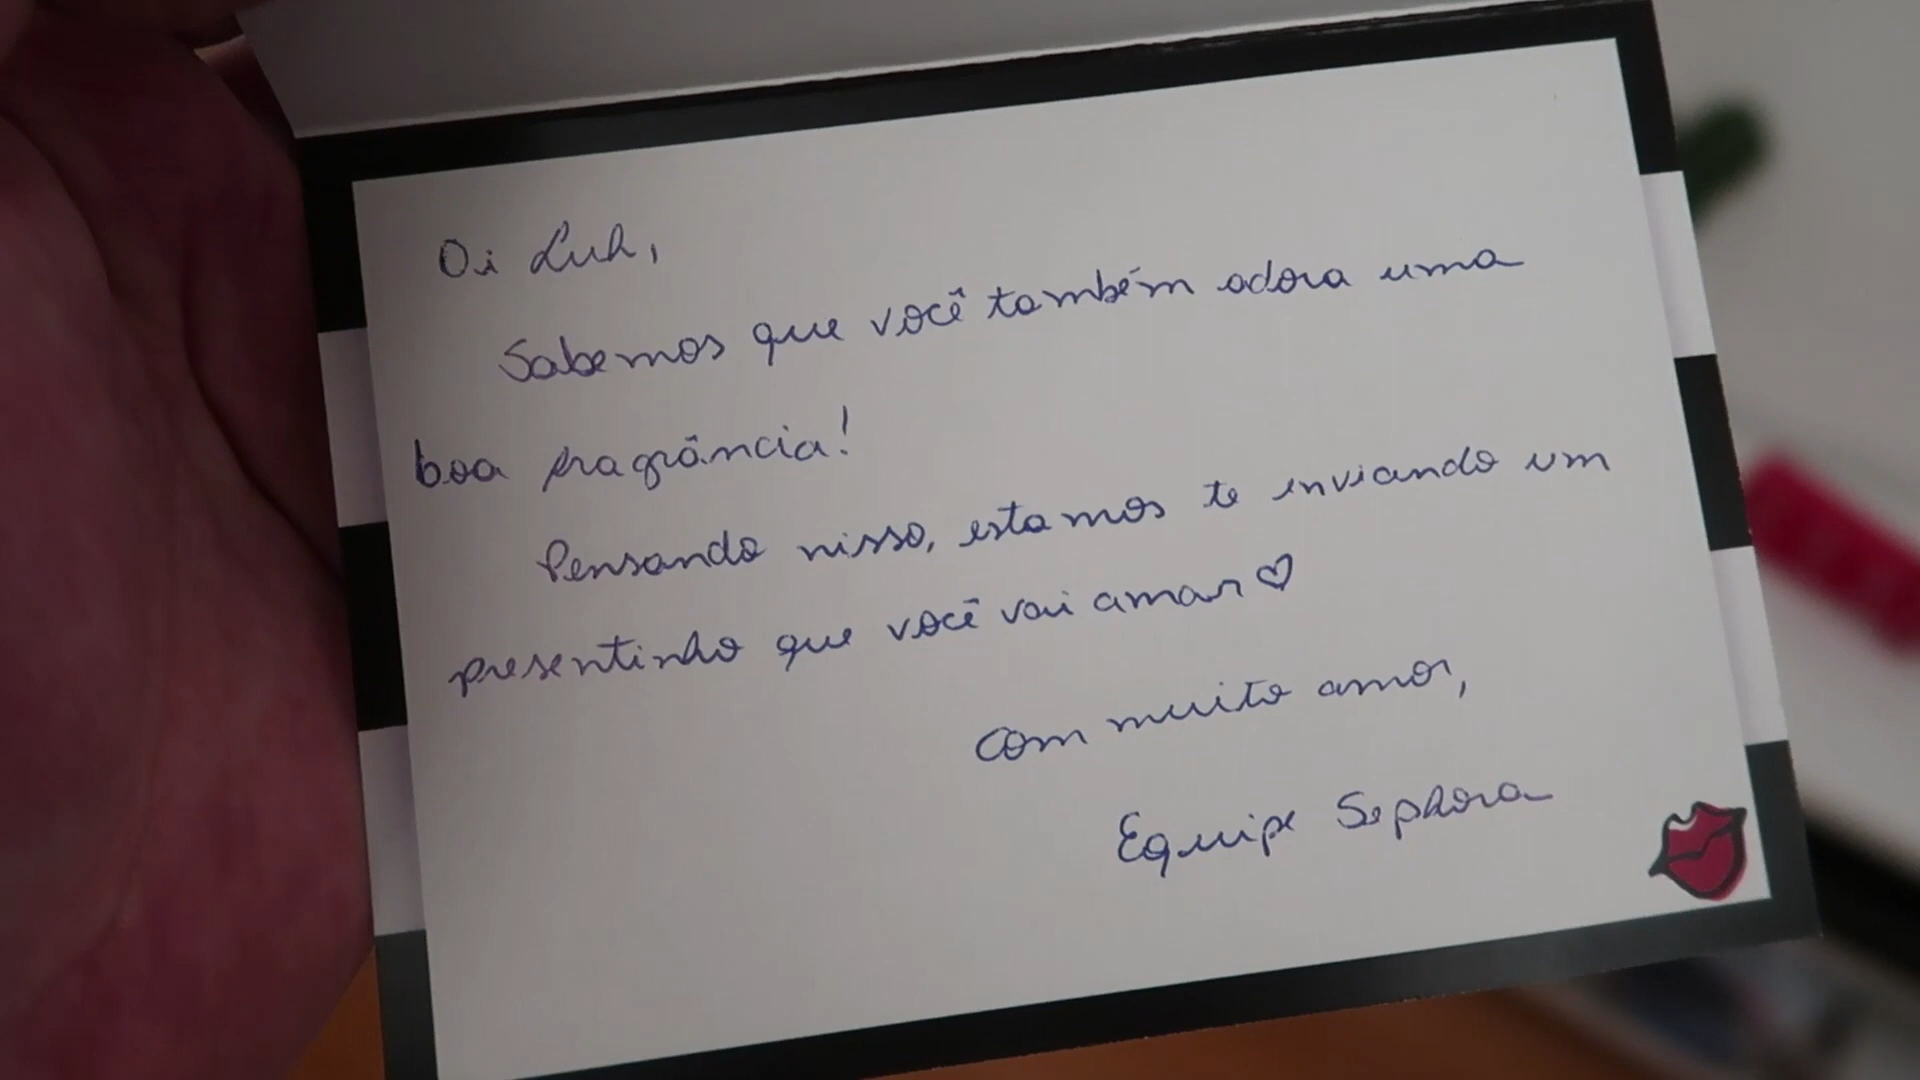 Oi Luh,
Sabemos que você também adora uma
boa fragrância!
Pensando nisso, estamos te enviando um
presentinho que você vai amar ♡
Com muito amor,
Equipe Sephora